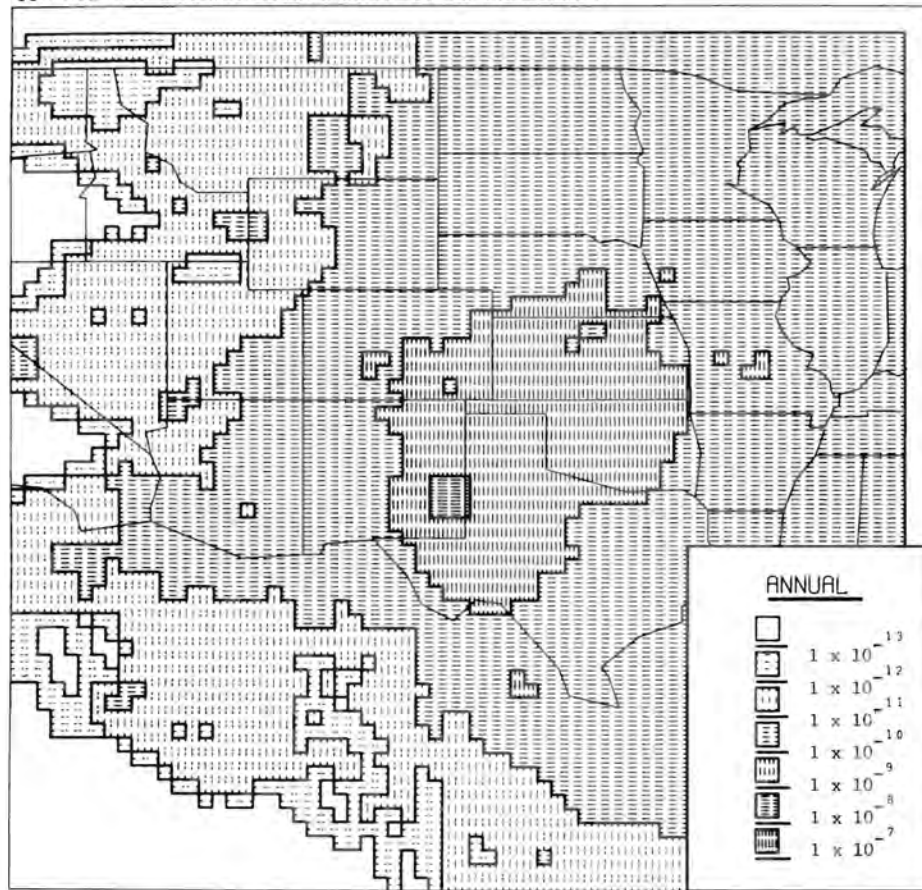 ANNUAL
1 x 10⁻¹³
1 x 10⁻¹²
1 x 10⁻¹¹
1 x 10⁻¹⁰
1 x 10⁻⁹
1 x 10⁻⁸
1 x 10⁻⁷